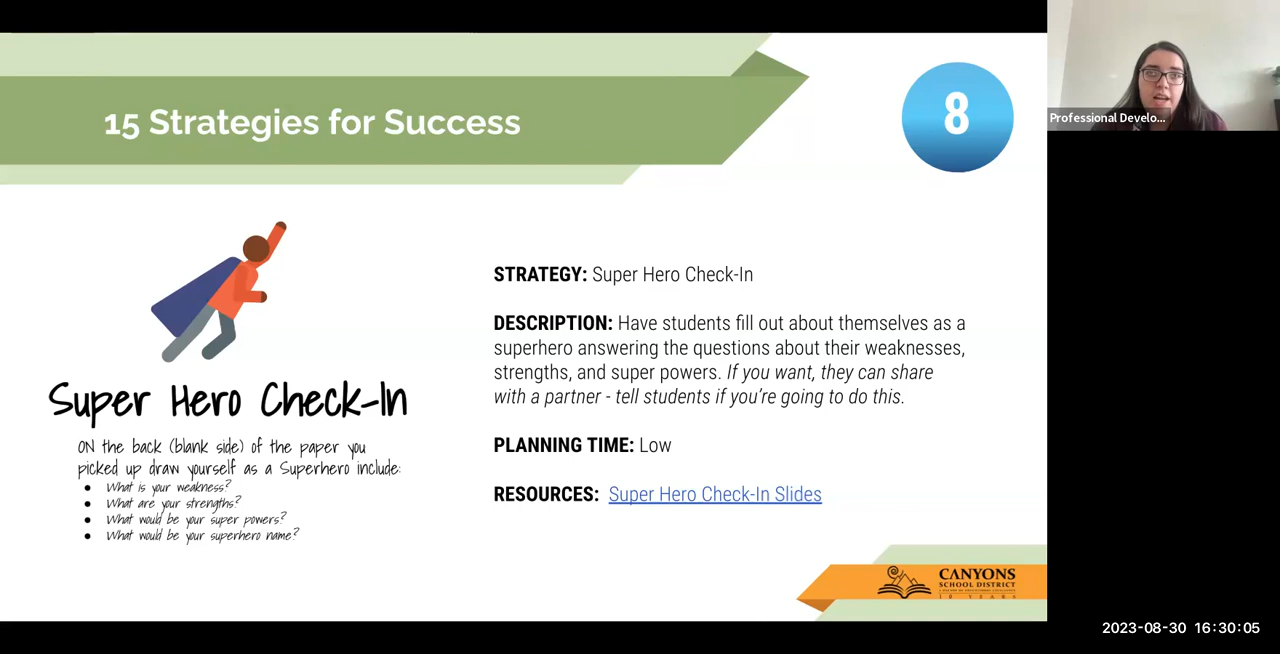 15 Strategies for Success
8
Professional Develo...
STRATEGY: Super Hero Check-In
DESCRIPTION: Have students fill out about themselves as a
superhero answering the questions about their weaknesses,
strengths, and super powers. If you want, they can share
with a partner - tell students if you're going to do this.
PLANNING TIME: Low
RESOURCES: Super Hero Check-In Slides
Super Hero Check-In
ON the back (blank side) of the paper you
picked up draw yourself as a Superhero include:
● What is your weakness?
● What are your strengths?
● What would be your super powers?
● What would be your superhero name?
CANYONS
SCHOOL DISTRICT
10 YEARS
2023-08-30 16:30:05